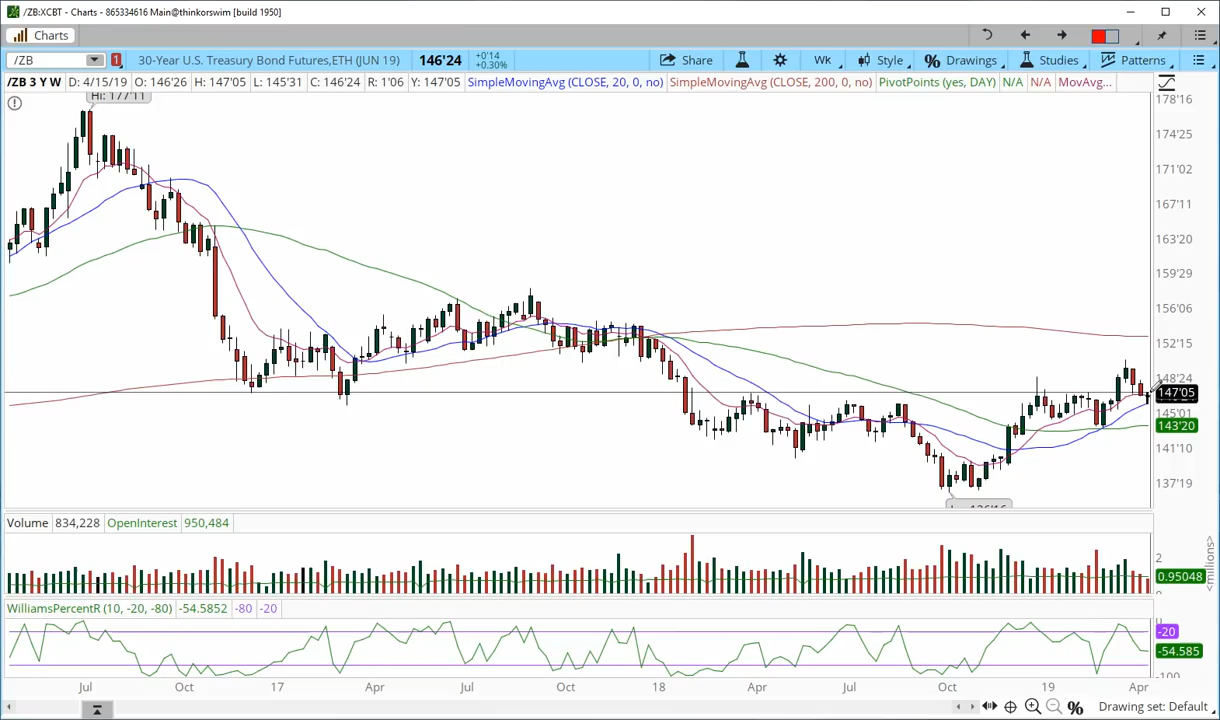 /ZB:XCBT - Charts - 865334616 Main@thinkorswim [build 1950]
Charts
/ZB 1 30-Year U.S. Treasury Bond Futures,ETH (JUN 19) 146'24 +0'14 +0.30% Share Wk Style Drawings Studies Patterns
/ZB 3 Y W D: 4/15/19 O: 146'26 H: 147'05 L: 145'31 C: 146'24 R: 1'06 Y: 147'05 SimpleMovingAvg (CLOSE, 20, 0, no) SimpleMovingAvg (CLOSE, 200, 0, no) PivotPoints (yes, DAY) N/A N/A MovAvg...
Hi: 177'11
178'16
174'25
171'02
167'11
163'20
159'29
156'06
152'15
148'24
147'05
145'01
143'20
141'10
137'19
Volume 834,228 OpenInterest 950,484
2
0.95048
<millions>
WilliamsPercentR (10, -20, -80) -54.5852 -80 -20
-20
-54.585
-100
Jul Oct 17 Apr Jul Oct 18 Apr Jul Oct 19 Apr
Drawing set: Default